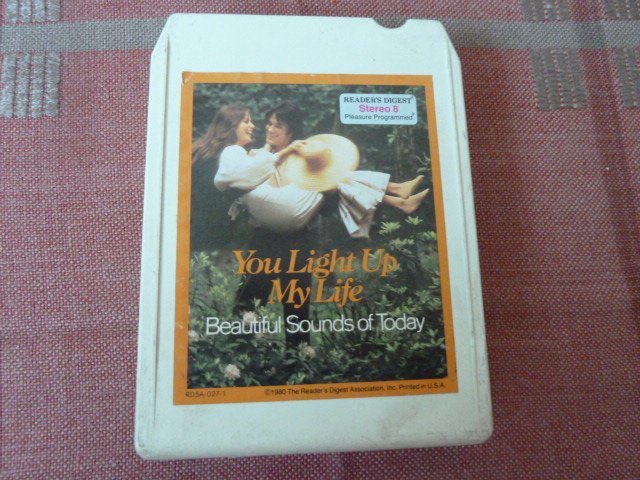 READER'S DIGEST®
Stereo 8
Pleasure Programmed®
You Light Up
My Life
Beautiful Sounds of Today
RD5A-027-1
©1980 The Reader's Digest Association, Inc. Printed in U.S.A.